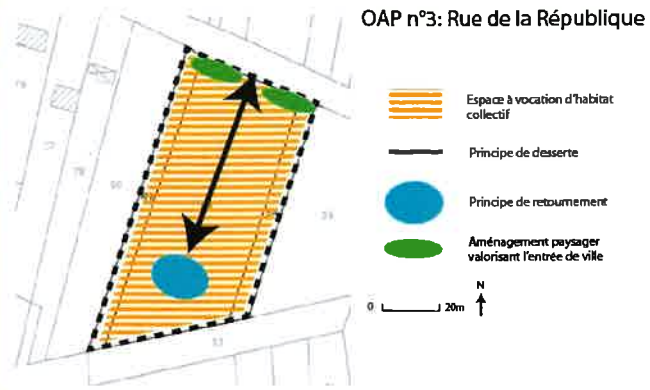 OAP n°3: Rue de la République
Espace à vocation d'habitat
collectif
Principe de desserte
Principe de retournement
Aménagement paysager
valorisant l'entrée de ville
N
0 20m